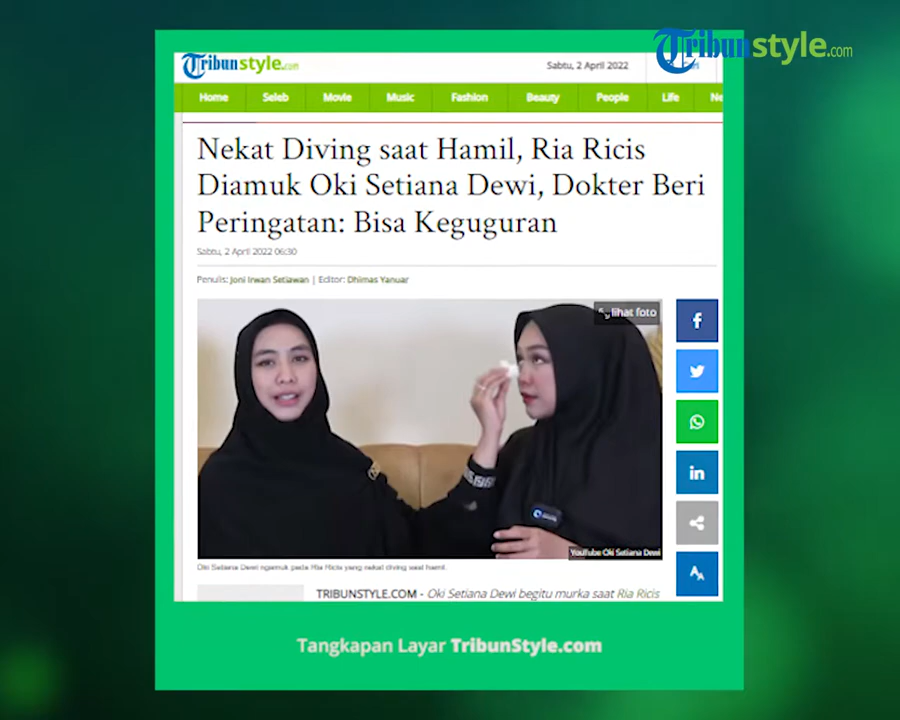 Tribunstyle.com
Tribunstyle.com
Sabtu, 2 April 2022
Home Seleb Movie Music Fashion Beauty People Life Ne
Nekat Diving saat Hamil, Ria Ricis
Diamuk Oki Setiana Dewi, Dokter Beri
Peringatan: Bisa Keguguran
Sabtu, 2 April 2022 06:30
Penulis: Joni Irwan Setiawan | Editor: Dhimas Yanuar
lihat foto
YouTube Oki Setiana Dewi
Oki Setiana Dewi ngamuk pada Ria Ricis yang nekat diving saat hamil.
TRIBUNSTYLE.COM - Oki Setiana Dewi begitu murka saat Ria Ricis
Tangkapan Layar TribunStyle.com